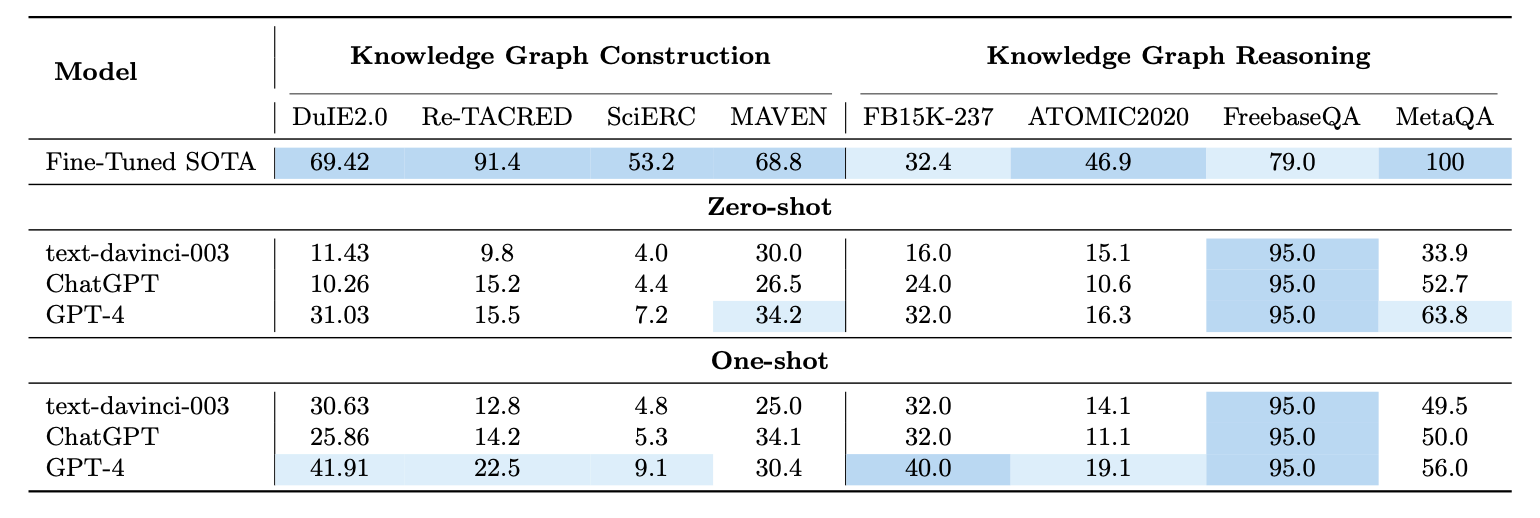 Model Knowledge Graph Construction Knowledge Graph Reasoning
DuIE2.0 Re-TACRED SciERC MAVEN FB15K-237 ATOMIC2020 FreebaseQA MetaQA
Fine-Tuned SOTA 69.42 91.4 53.2 68.8 32.4 46.9 79.0 100
Zero-shot
text-davinci-003 11.43 9.8 4.0 30.0 16.0 15.1 95.0 33.9
ChatGPT 10.26 15.2 4.4 26.5 24.0 10.6 95.0 52.7
GPT-4 31.03 15.5 7.2 34.2 32.0 16.3 95.0 63.8
One-shot
text-davinci-003 30.63 12.8 4.8 25.0 32.0 14.1 95.0 49.5
ChatGPT 25.86 14.2 5.3 34.1 32.0 11.1 95.0 50.0
GPT-4 41.91 22.5 9.1 30.4 40.0 19.1 95.0 56.0